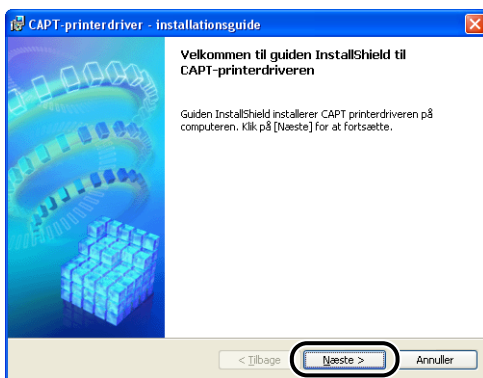 CAPT-printerdriver - installationsguide
Velkommen til guiden InstallShield til
CAPT-printerdriveren
Guiden InstallShield installerer CAPT printerdriveren på
computeren. Klik på [Næste] for at fortsætte.
< Tilbage
Næste >
Annuller